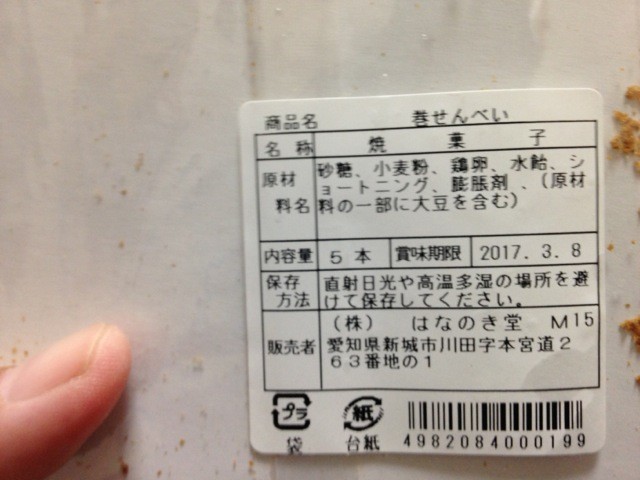 商品名 巻せんべい
名称 焼菓子
原材料名 砂糖、小麦粉、鶏卵、水飴、シ
ョートニング、膨脹剤、(原材
料の一部に大豆を含む)
内容量 5本 賞味期限 2017.3.8
保存方法 直射日光や高温多湿の場所を避
けて保存してください。
販売者 (株) はなのき堂 M15
愛知県新城市川田字本宮道2
63番地の1
プラ 紙
袋 台紙
4982084000199